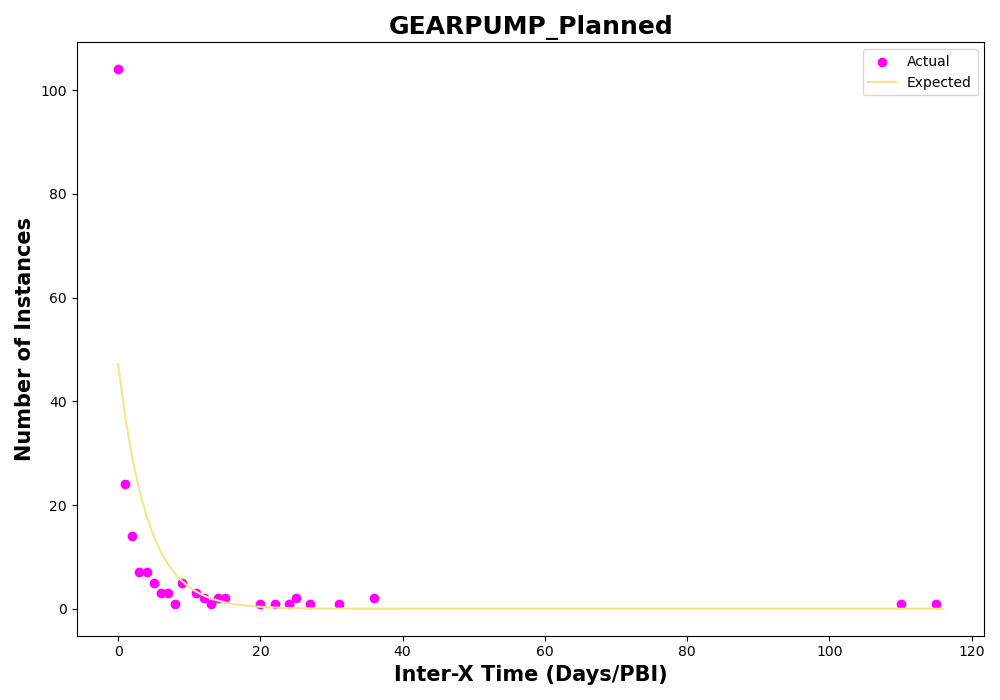 GEARPUMP_Planned
Actual
Expected
100
80
60
40
20
0
Number of Instances
0 20 40 60 80 100 120
Inter-X Time (Days/PBI)